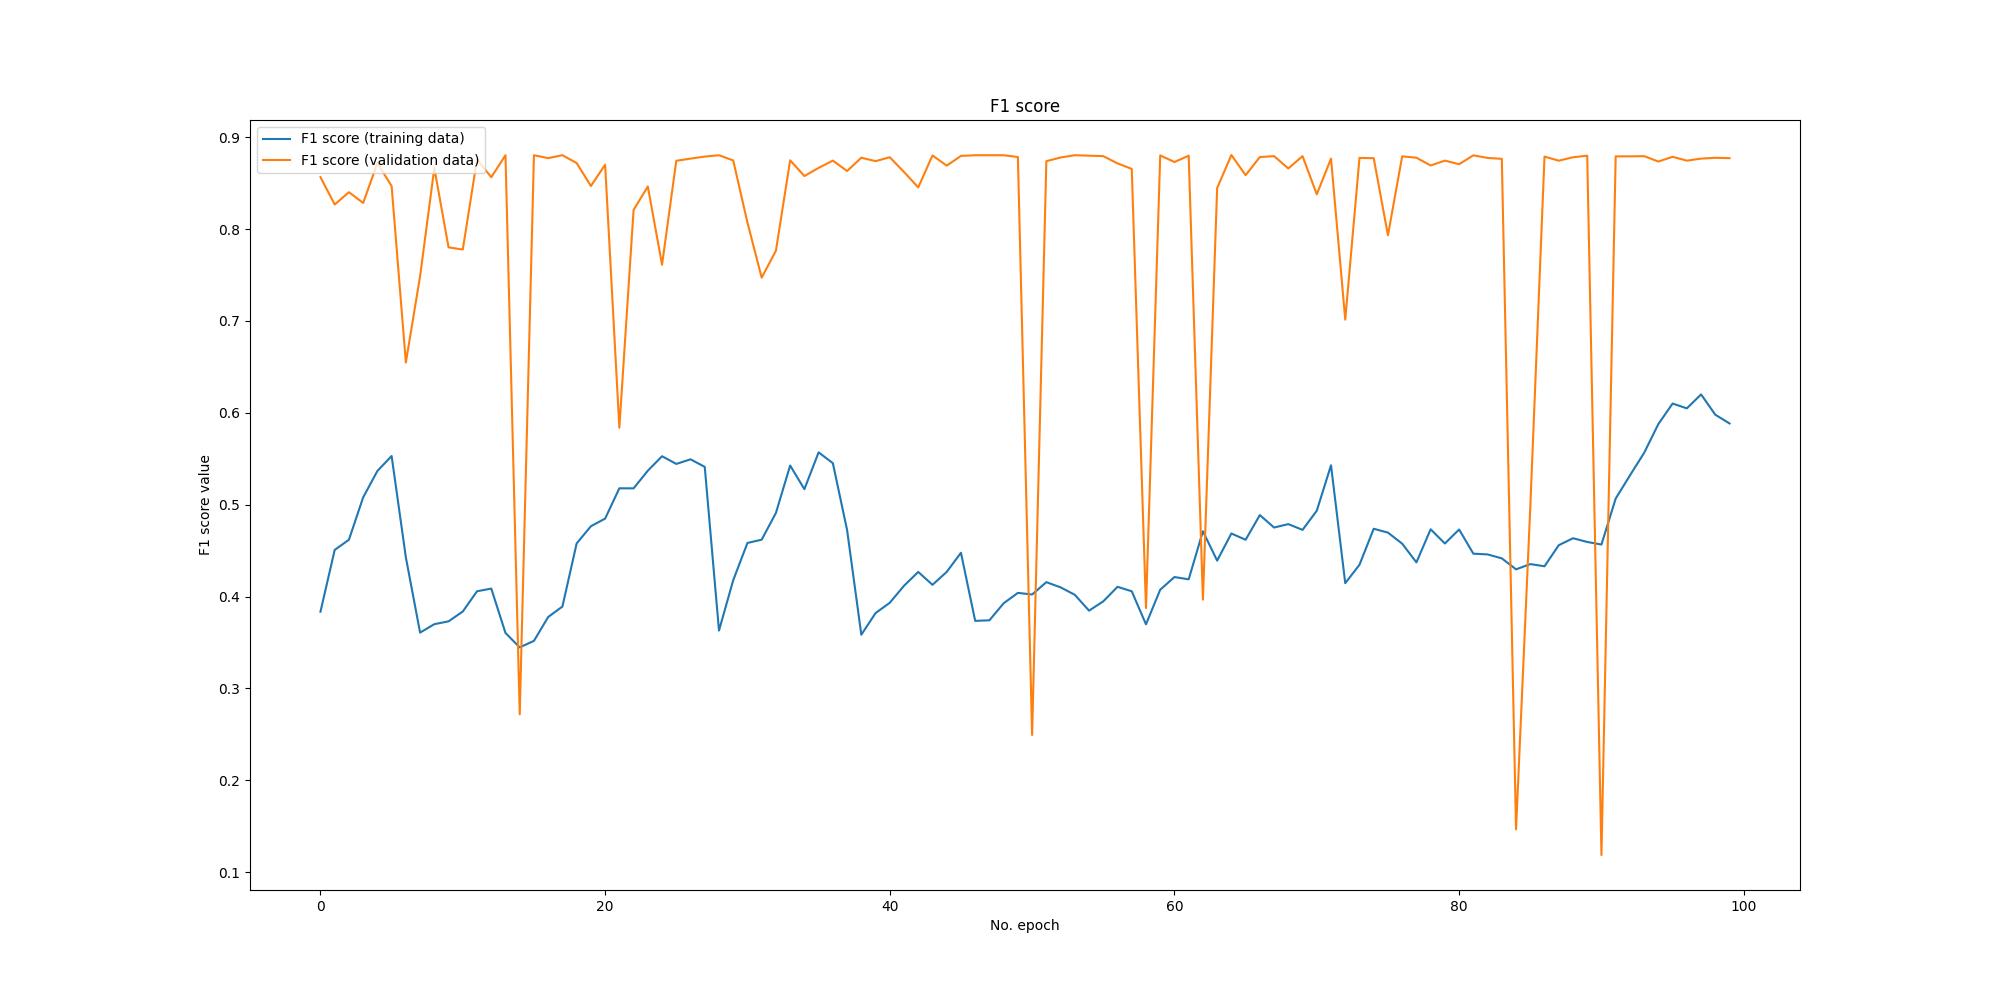 F1 score
F1 score (training data)
F1 score (validation data)
F1 score value
0.9
0.8
0.7
0.6
0.5
0.4
0.3
0.2
0.1
0 20 40 60 80 100
No. epoch